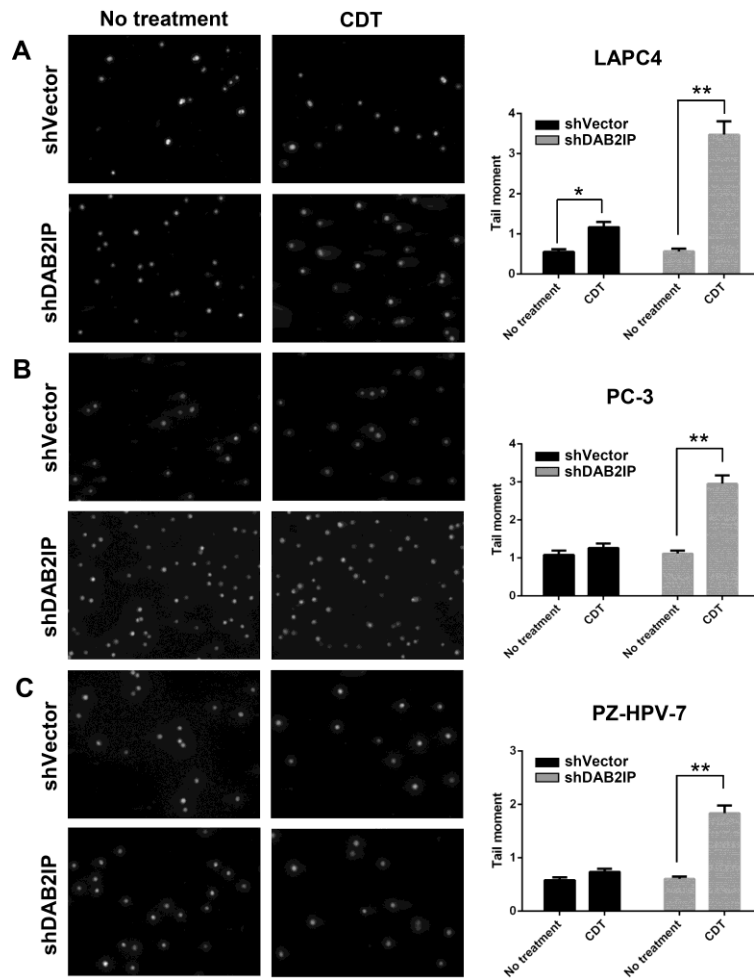 No treatment CDT
A
shVector
shDAB2IP
LAPC4
**
4
shVector
shDAB2IP
3
Tail moment
2
*
1
0
No treatment
CDT
No treatment
CDT
B
shVector
shDAB2IP
PC-3
4
shVector
shDAB2IP
**
3
Tail moment
2
1
0
No treatment
CDT
No treatment
CDT
C
shVector
shDAB2IP
PZ-HPV-7
3
shVector
shDAB2IP
**
2
Tail moment
1
0
No treatment
CDT
No treatment
CDT